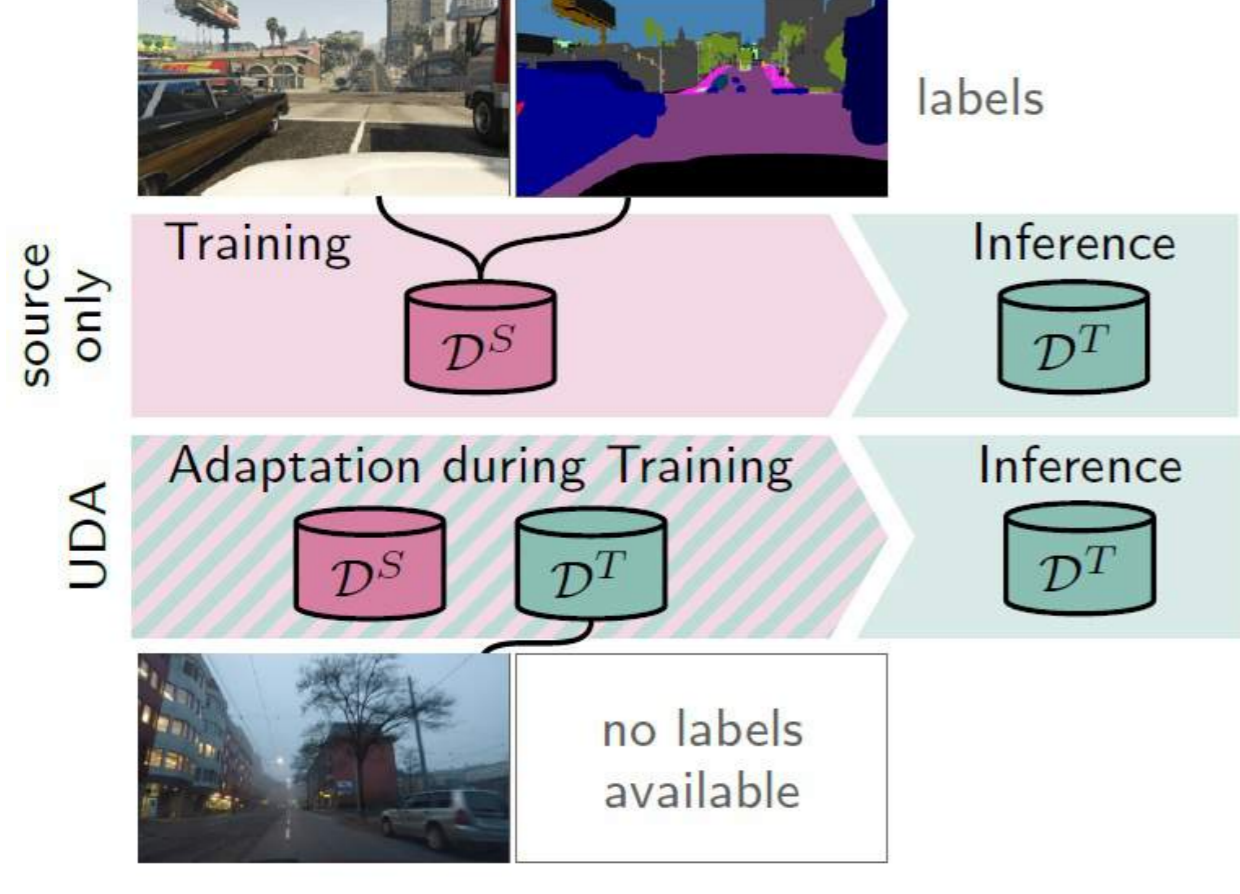 labels
source
only
Training
𝒟^S
Inference
𝒟^T
UDA
Adaptation during Training
𝒟^S
𝒟^T
Inference
𝒟^T
no labels
available